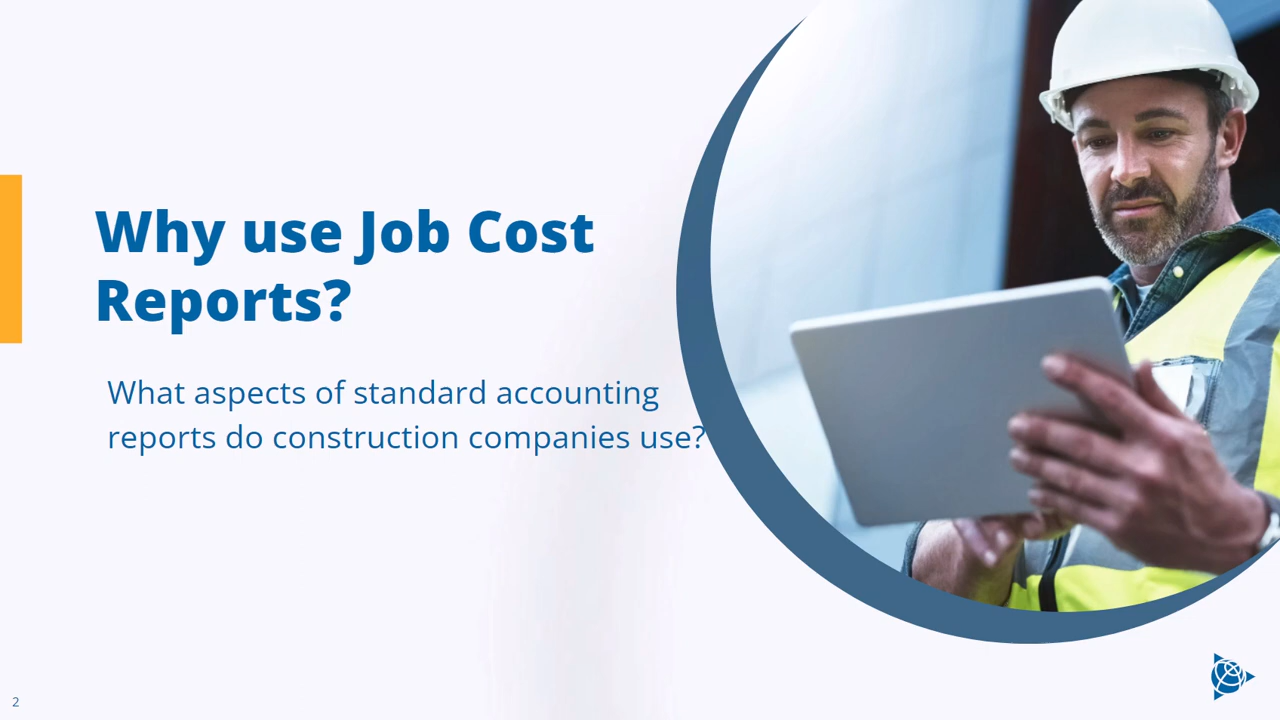 Why use Job Cost
Reports?
What aspects of standard accounting
reports do construction companies use?
2